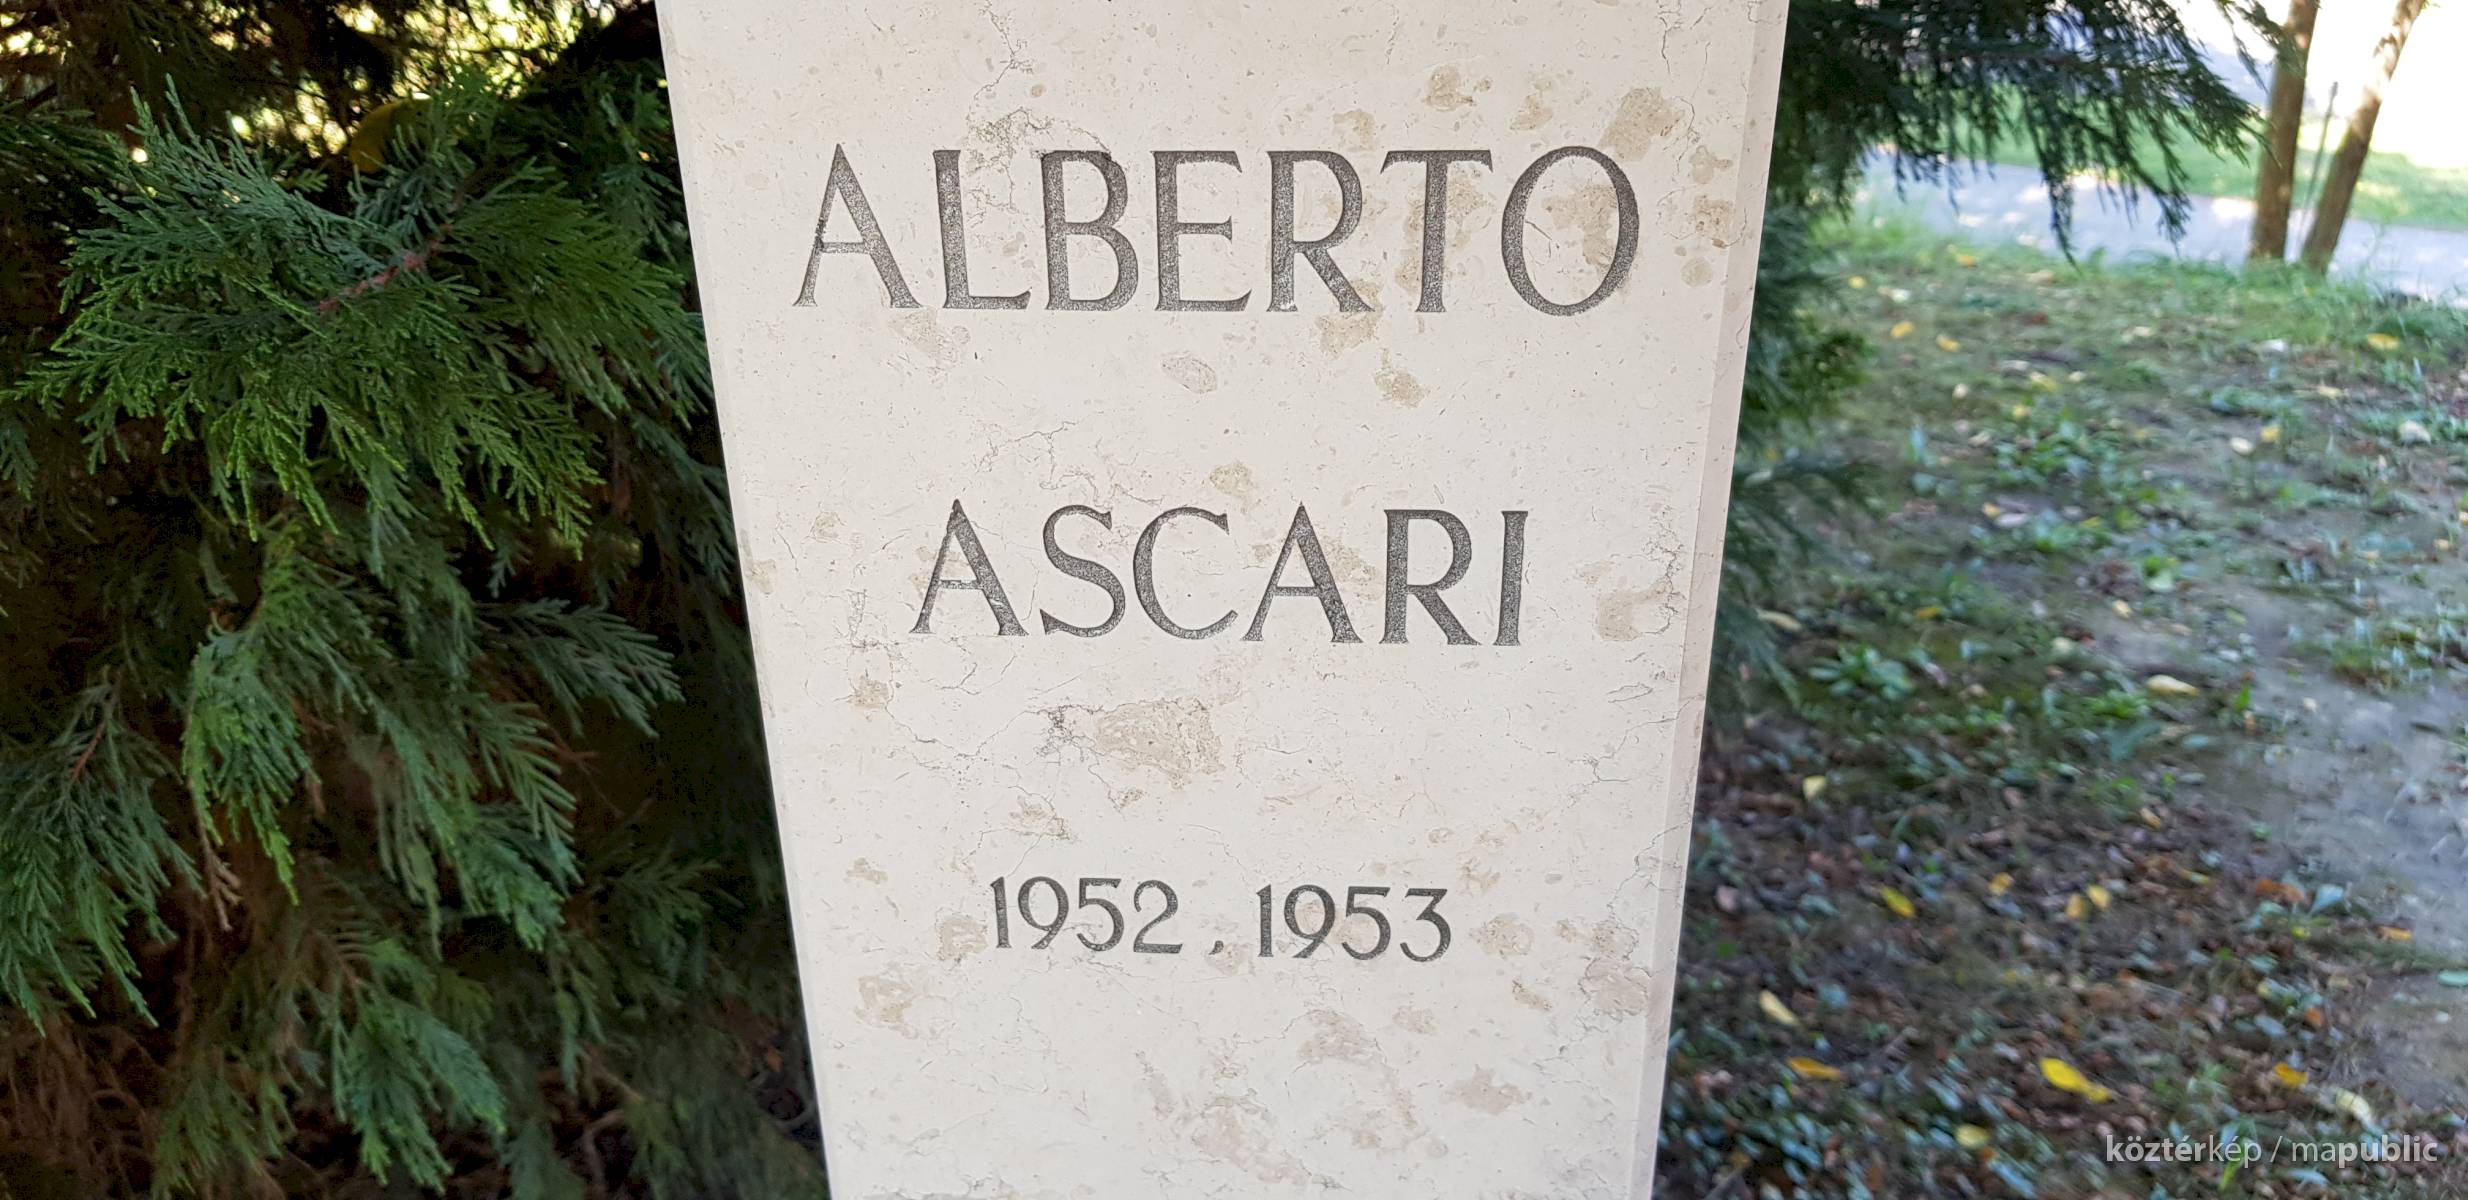 ALBERTO
ASCARI
1952, 1953
köztérkép / mapublic